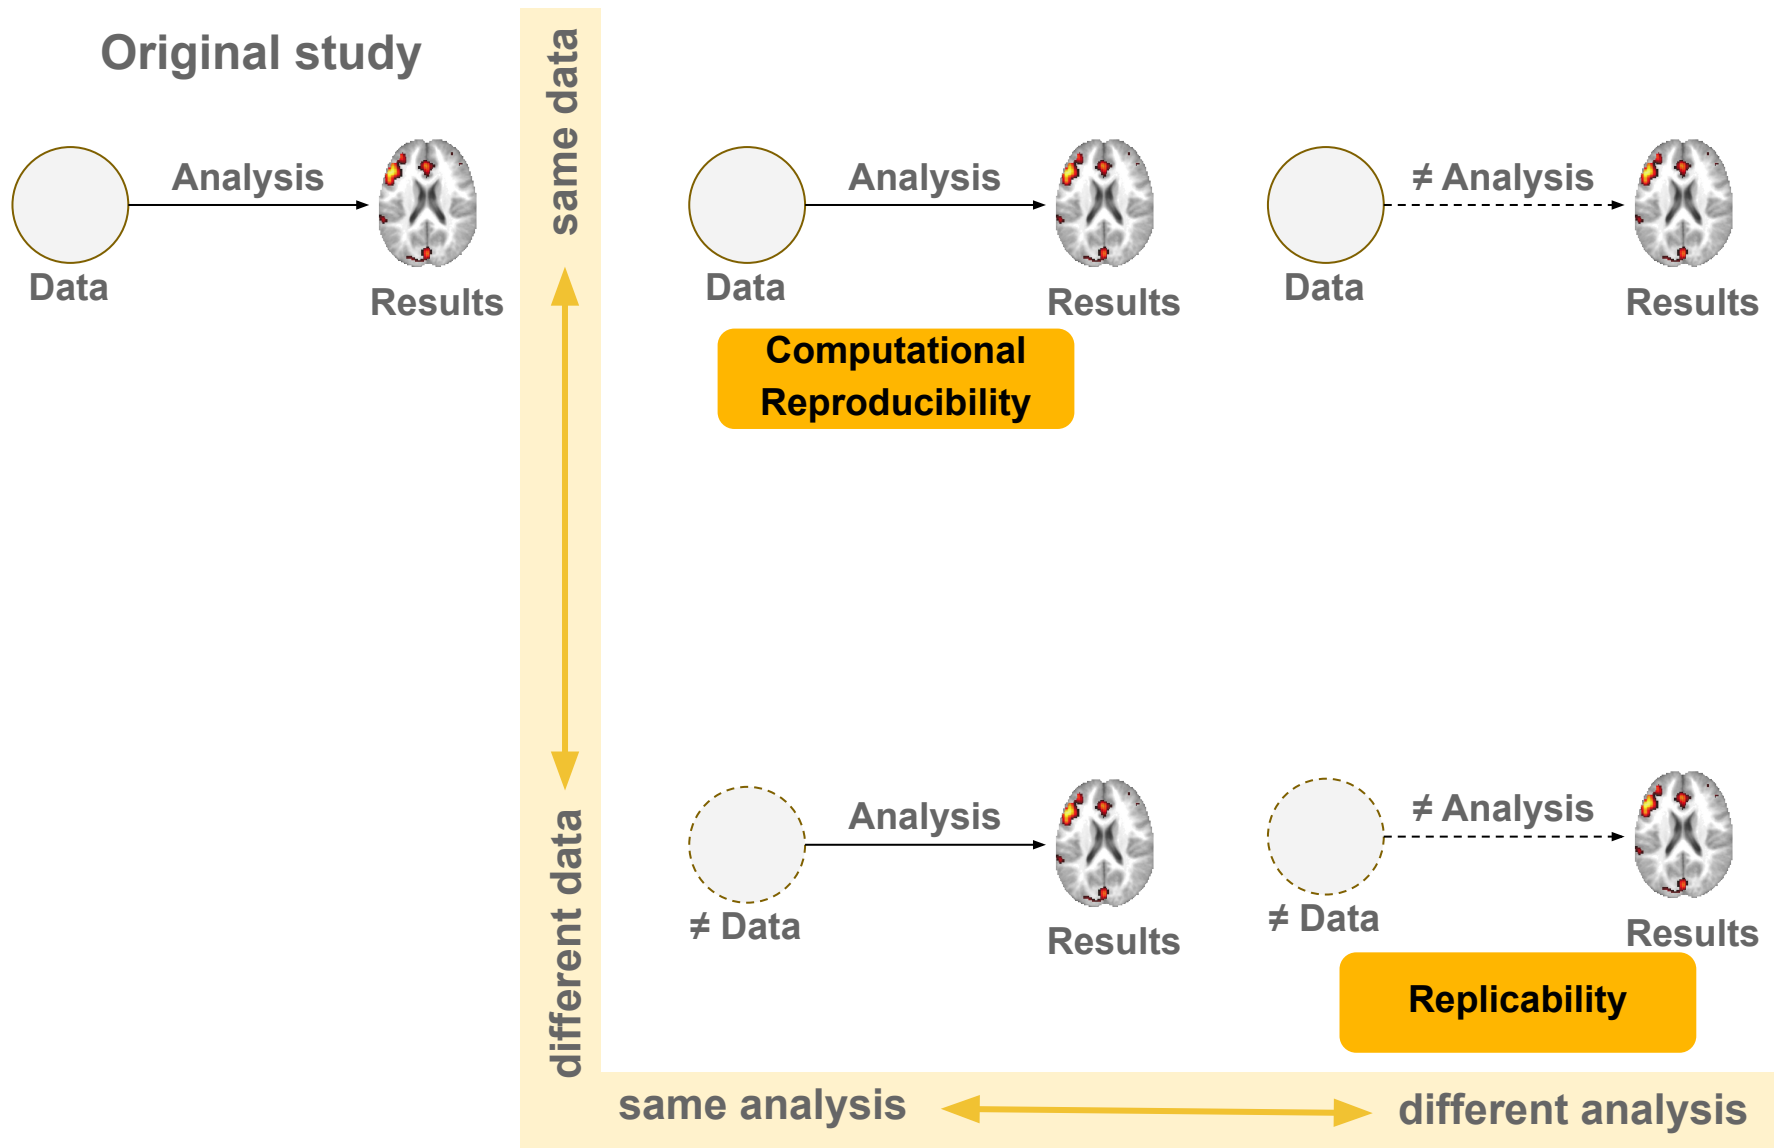 Original study
Analysis
Data
Results
same data
different data
Analysis
Data
Results
Computational
Reproducibility
≠ Analysis
Data
Results
Analysis
≠ Data
Results
≠ Analysis
≠ Data
Results
Replicability
same analysis
different analysis